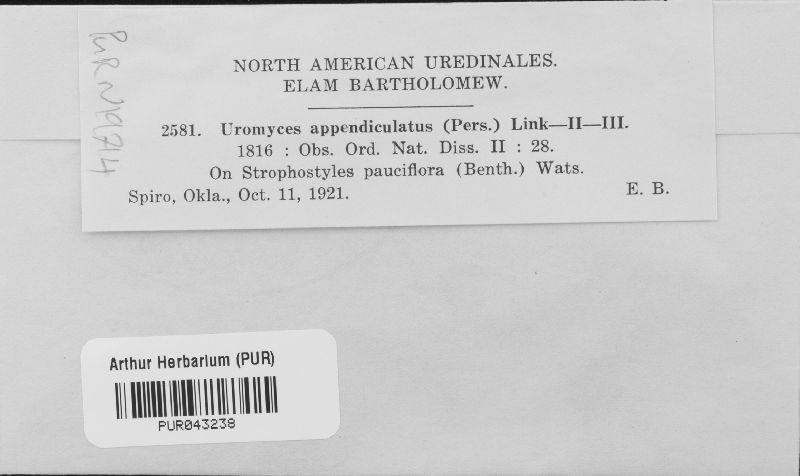 PUR N1974
NORTH AMERICAN UREDINALES.
ELAM BARTHOLOMEW.
2581. Uromyces appendiculatus (Pers.) Link—II—III.
1816 : Obs. Ord. Nat. Diss. II : 28.
On Strophostyles pauciflora (Benth.) Wats.
Spiro, Okla., Oct. 11, 1921. E. B.
Arthur Herbarium (PUR)
PUR043238